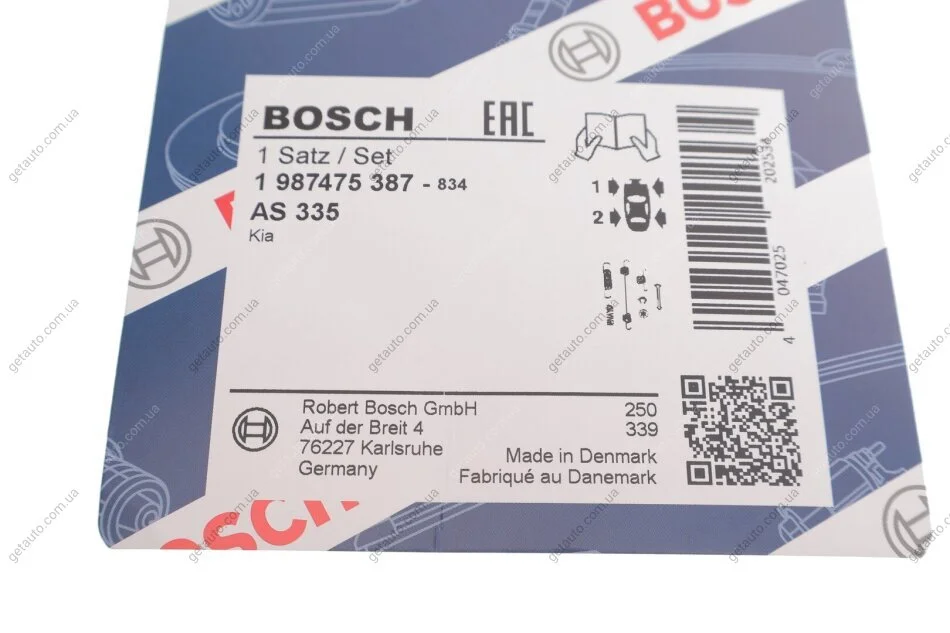 BOSCH
BOSCH
EAC
1 Satz / Set
1 987475 387 - 834
AS 335
Kia
1
2
4 047025 202534
Robert Bosch GmbH
Auf der Breit 4
76227 Karlsruhe
Germany
250
339
Made in Denmark
Fabriqué au Danemark
BOSCH
getauto.com.ua